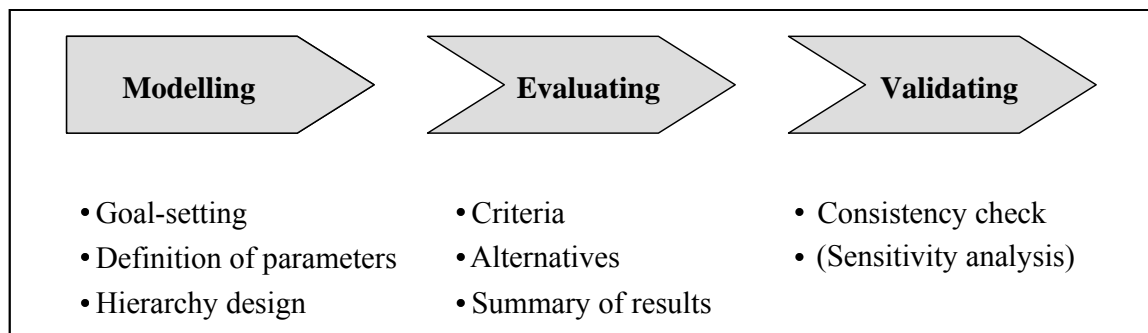 Modelling
Evaluating
Validating
• Goal-setting
• Definition of parameters
• Hierarchy design
• Criteria
• Alternatives
• Summary of results
• Consistency check
• (Sensitivity analysis)